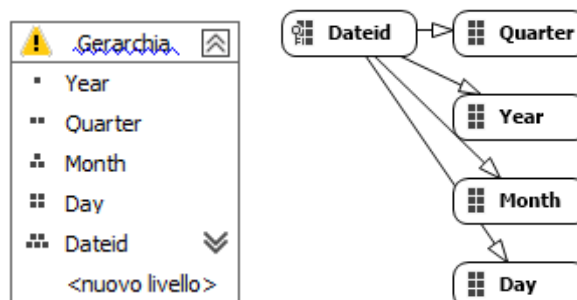 Gerarchia
Year
Quarter
Month
Day
Dateid
<nuovo livello>
Dateid
Quarter
Year
Month
Day